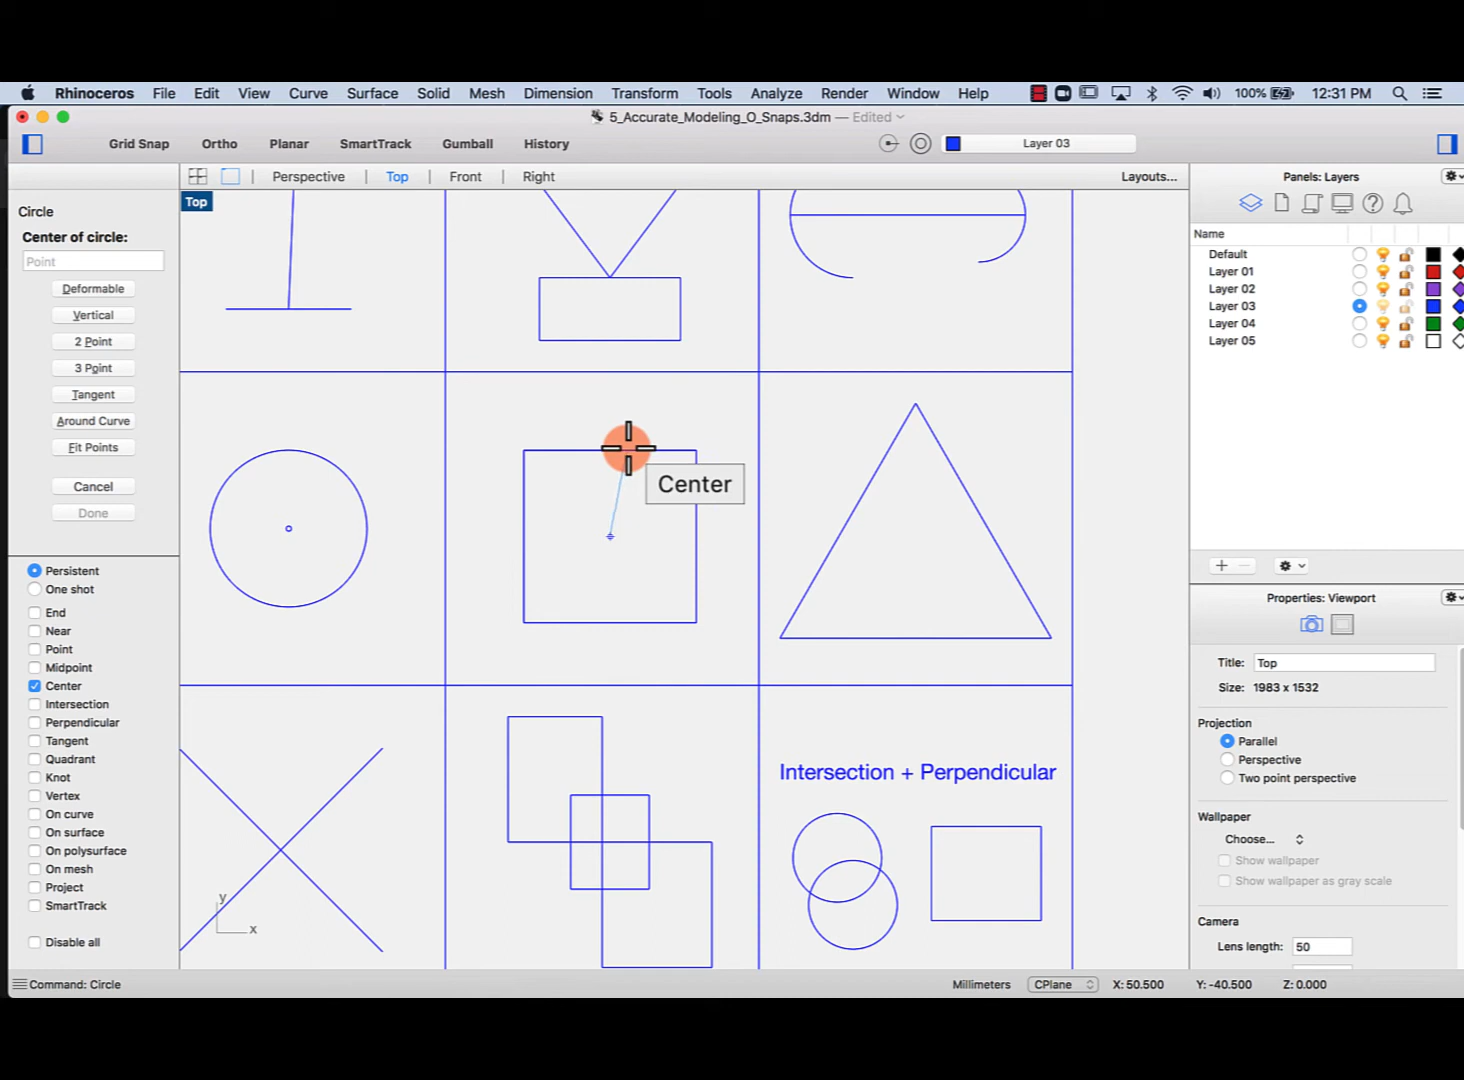 Rhinoceros File Edit View Curve Surface Solid Mesh Dimension Transform Tools Analyze Render Window Help 100% 12:31 PM
5_Accurate_Modeling_O_Snaps.3dm — Edited
Grid Snap Ortho Planar SmartTrack Gumball History Layer 03
Perspective Top Front Right Layouts...
Top
Circle
Center of circle:
Point
Deformable
Vertical
2 Point
3 Point
Tangent
Around Curve
Fit Points
Cancel
Done
Persistent
One shot
End
Near
Point
Midpoint
Center
Intersection
Perpendicular
Tangent
Quadrant
Knot
Vertex
On curve
On surface
On polysurface
On mesh
Project
SmartTrack
Disable all
Center
Intersection + Perpendicular
y
x
Panels: Layers
Name
Default
Layer 01
Layer 02
Layer 03
Layer 04
Layer 05
Properties: Viewport
Title: Top
Size: 1983 x 1532
Projection
Parallel
Perspective
Two point perspective
Wallpaper
Choose...
Show wallpaper
Show wallpaper as gray scale
Camera
Lens length: 50
Command: Circle Millimeters CPlane X: 50.500 Y: -40.500 Z: 0.000